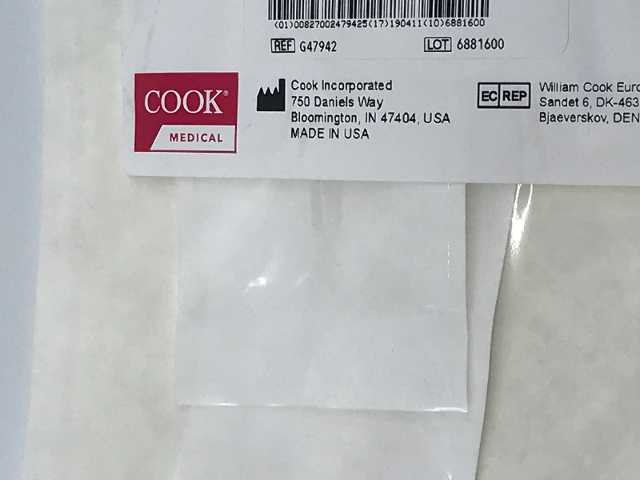 (01)00827002479425(17)190411(10)6881600
REF G47942
LOT 6881600
COOK®
MEDICAL
Cook Incorporated
750 Daniels Way
Bloomington, IN 47404, USA
MADE IN USA
EC REP
William Cook Euro
Sandet 6, DK-463
Bjaeverskov, DEN